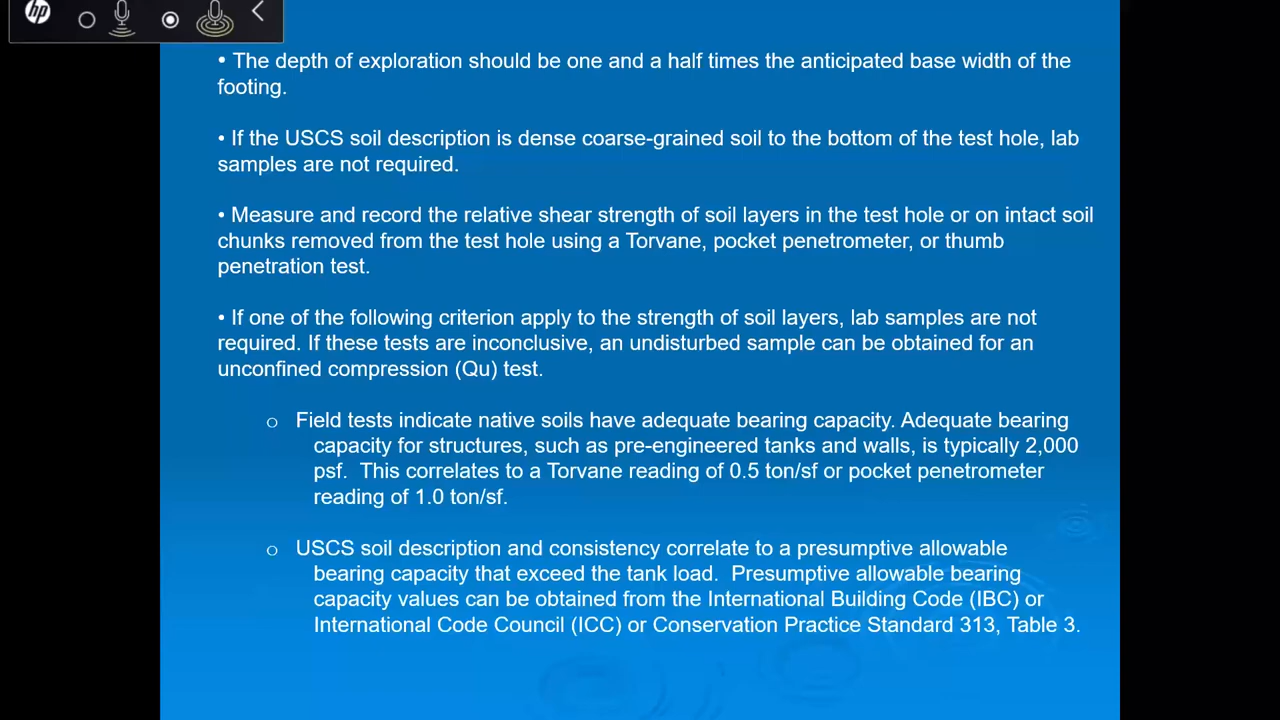 hp
• The depth of exploration should be one and a half times the anticipated base width of the
footing.
• If the USCS soil description is dense coarse-grained soil to the bottom of the test hole, lab
samples are not required.
• Measure and record the relative shear strength of soil layers in the test hole or on intact soil
chunks removed from the test hole using a Torvane, pocket penetrometer, or thumb
penetration test.
• If one of the following criterion apply to the strength of soil layers, lab samples are not
required. If these tests are inconclusive, an undisturbed sample can be obtained for an
unconfined compression (Qu) test.
o Field tests indicate native soils have adequate bearing capacity. Adequate bearing
capacity for structures, such as pre-engineered tanks and walls, is typically 2,000
psf. This correlates to a Torvane reading of 0.5 ton/sf or pocket penetrometer
reading of 1.0 ton/sf.
o USCS soil description and consistency correlate to a presumptive allowable
bearing capacity that exceed the tank load. Presumptive allowable bearing
capacity values can be obtained from the International Building Code (IBC) or
International Code Council (ICC) or Conservation Practice Standard 313, Table 3.